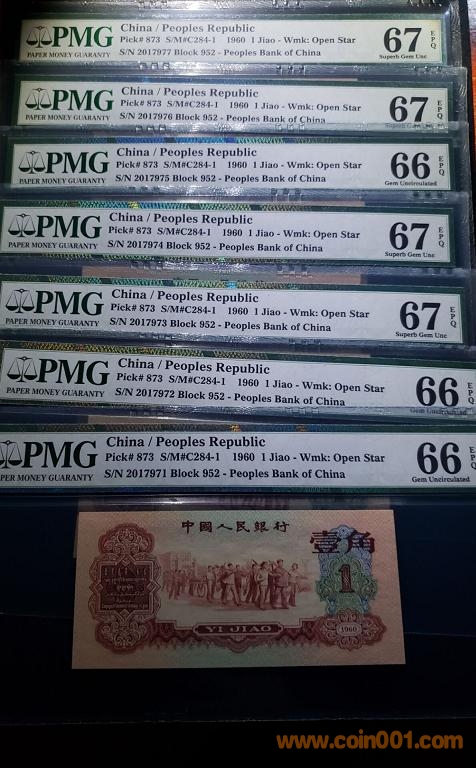 PMG
PAPER MONEY GUARANTY
China / Peoples Republic
Pick# 873 S/M#C284-1 1960 1 Jiao - Wmk: Open Star
S/N 2017977 Block 952 - Peoples Bank of China
67
EPQ
Superb Gem Unc
PMG
PAPER MONEY GUARANTY
China / Peoples Republic
Pick# 873 S/M#C284-1 1960 1 Jiao - Wmk: Open Star
S/N 2017976 Block 952 - Peoples Bank of China
67
EPQ
Superb Gem Unc
PMG
PAPER MONEY GUARANTY
China / Peoples Republic
Pick# 873 S/M#C284-1 1960 1 Jiao - Wmk: Open Star
S/N 2017975 Block 952 - Peoples Bank of China
66
EPQ
Gem Uncirculated
PMG
PAPER MONEY GUARANTY
China / Peoples Republic
Pick# 873 S/M#C284-1 1960 1 Jiao - Wmk: Open Star
S/N 2017974 Block 952 - Peoples Bank of China
67
EPQ
Superb Gem Unc
PMG
PAPER MONEY GUARANTY
China / Peoples Republic
Pick# 873 S/M#C284-1 1960 1 Jiao - Wmk: Open Star
S/N 2017973 Block 952 - Peoples Bank of China
67
EPQ
Superb Gem Unc
PMG
PAPER MONEY GUARANTY
China / Peoples Republic
Pick# 873 S/M#C284-1 1960 1 Jiao - Wmk: Open Star
S/N 2017972 Block 952 - Peoples Bank of China
66
EPQ
Gem Uncirculated
PMG
PAPER MONEY GUARANTY
China / Peoples Republic
Pick# 873 S/M#C284-1 1960 1 Jiao - Wmk: Open Star
S/N 2017971 Block 952 - Peoples Bank of China
66
EPQ
Gem Uncirculated
中國人民銀行
壹角
1
YI JIAO
1960
www.coin001.com